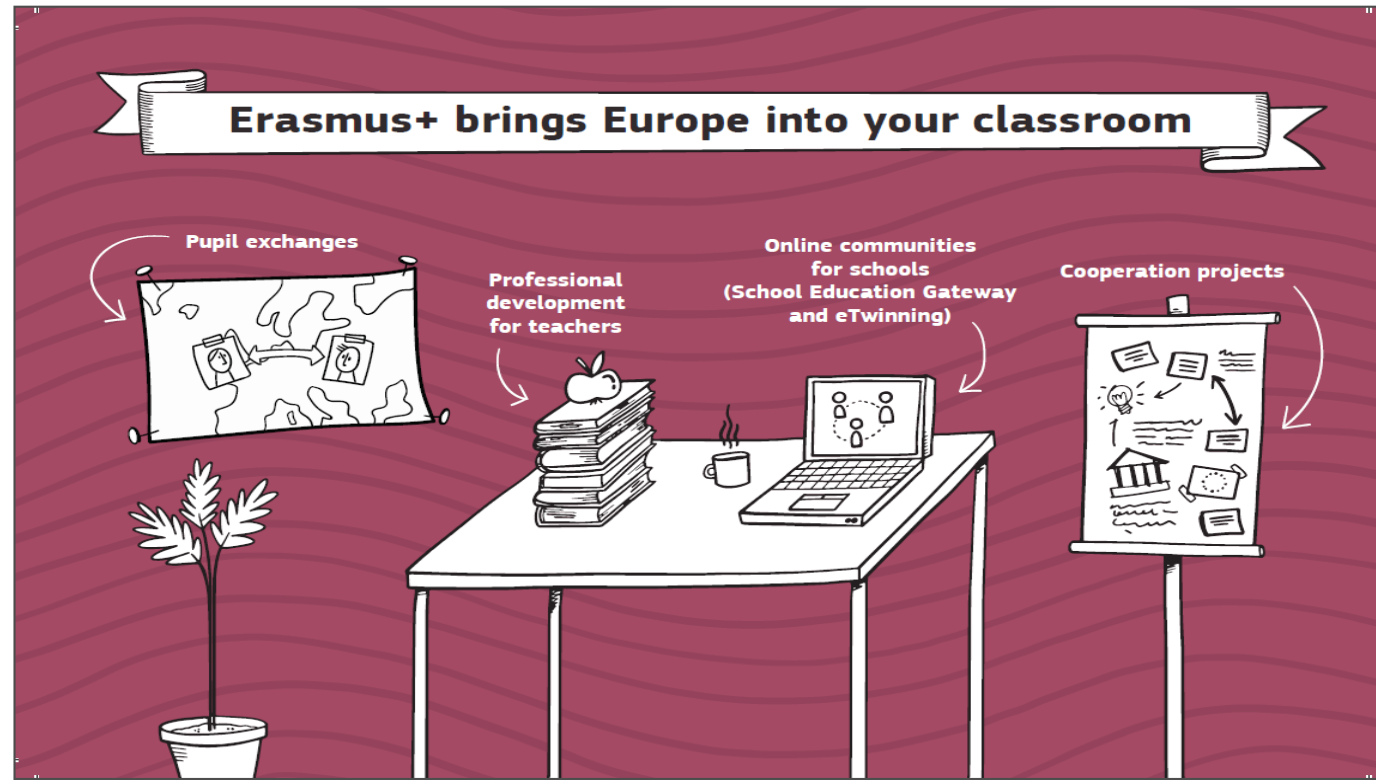 Erasmus+ brings Europe into your classroom
Pupil exchanges
Professional
development
for teachers
Online communities
for schools
(School Education Gateway
and eTwinning)
Cooperation projects